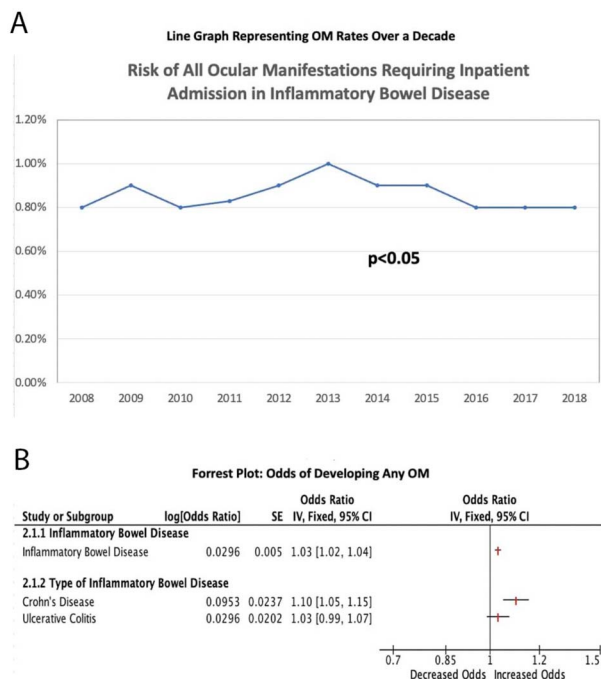 A
Line Graph Representing OM Rates Over a Decade
Risk of All Ocular Manifestations Requiring Inpatient
Admission in Inflammatory Bowel Disease
1.20%
1.00%
0.80%
0.60%
0.40%
0.20%
0.00%
p<0.05
2008 2009 2010 2011 2012 2013 2014 2015 2016 2017 2018
B
Forrest Plot: Odds of Developing Any OM
Odds Ratio Odds Ratio
Study or Subgroup log[Odds Ratio] SE IV, Fixed, 95% CI IV, Fixed, 95% CI
2.1.1 Inflammatory Bowel Disease
Inflammatory Bowel Disease 0.0296 0.005 1.03 [1.02, 1.04]
2.1.2 Type of Inflammatory Bowel Disease
Crohn's Disease 0.0953 0.0237 1.10 [1.05, 1.15]
Ulcerative Colitis 0.0296 0.0202 1.03 [0.99, 1.07]
0.7 0.85 1 1.2 1.5
Decreased Odds Increased Odds